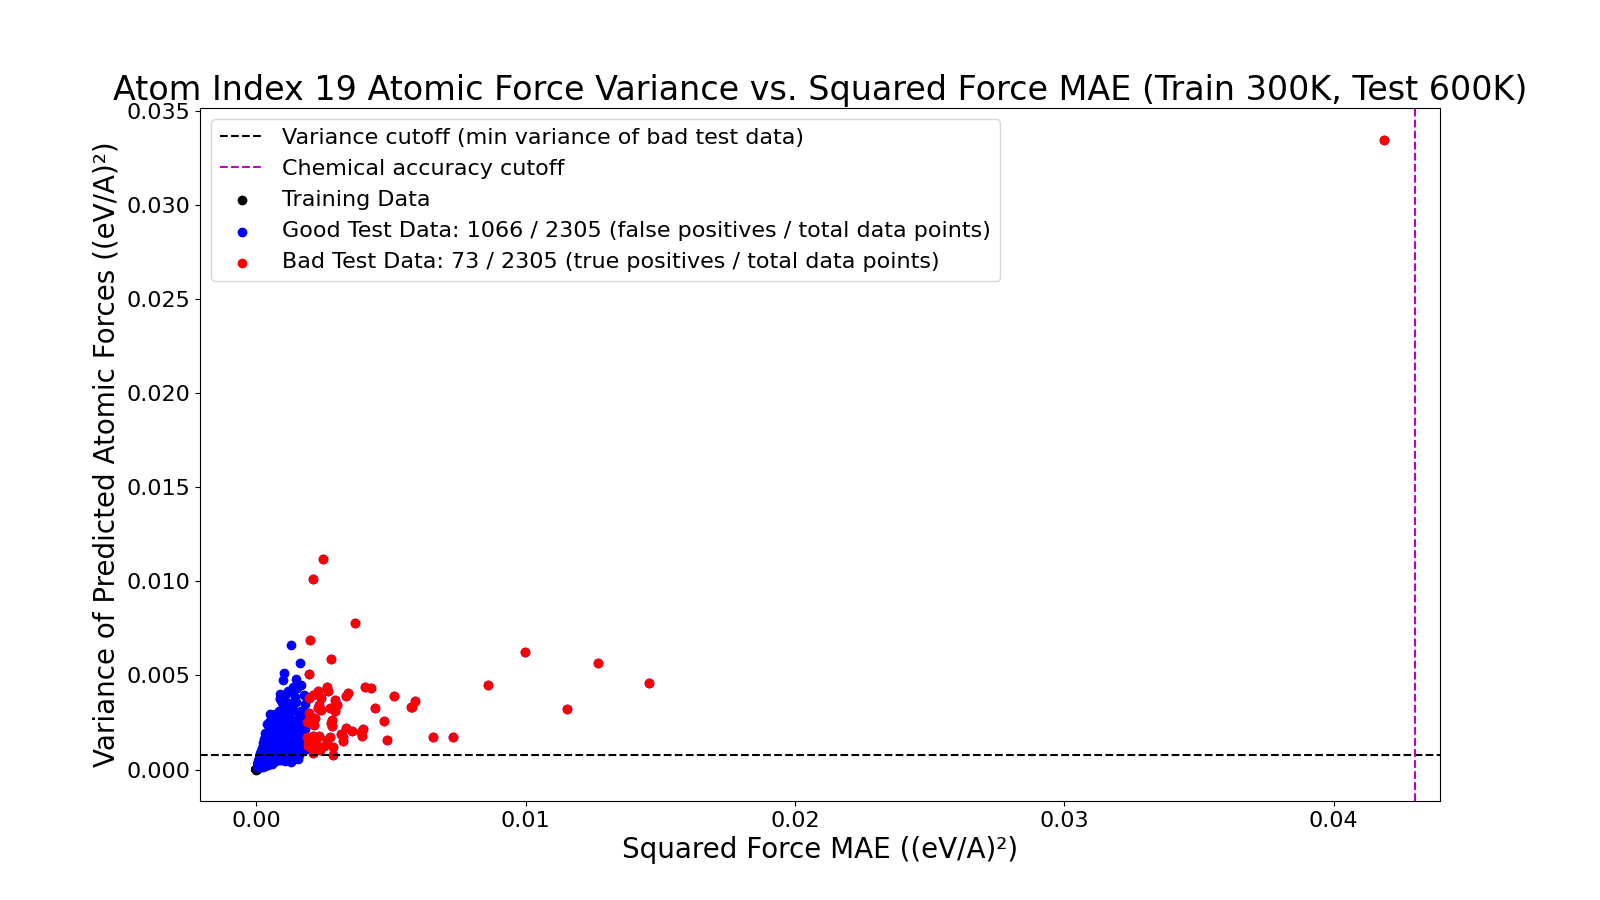 Atom Index 19 Atomic Force Variance vs. Squared Force MAE (Train 300K, Test 600K)
Variance of Predicted Atomic Forces ((eV/A)²)
0.035
0.030
0.025
0.020
0.015
0.010
0.005
0.000
Variance cutoff (min variance of bad test data)
Chemical accuracy cutoff
Training Data
Good Test Data: 1066 / 2305 (false positives / total data points)
Bad Test Data: 73 / 2305 (true positives / total data points)
0.00 0.01 0.02 0.03 0.04
Squared Force MAE ((eV/A)²)